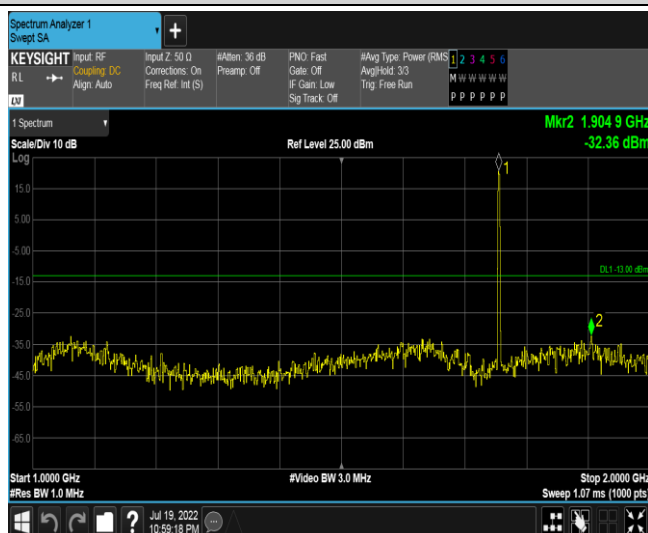 Spectrum Analyzer 1
Swept SA
+
KEYSIGHT
RL
LXI
Input: RF
Coupling: DC
Align: Auto
Input Z: 50 Ω
Corrections: On
Freq Ref: Int (S)
#Atten: 36 dB
Preamp: Off
PNO: Fast
Gate: Off
IF Gain: Low
Sig Track: Off
#Avg Type: Power (RMS
Avg|Hold: 3/3
Trig: Free Run
1 2 3 4 5 6
M W W W W W
P P P P P P
1 Spectrum
Mkr2 1.904 9 GHz
Scale/Div 10 dB
Ref Level 25.00 dBm
-32.36 dBm
Log
1
15.0
5.00
-5.00
DL1 -13.00 dBm
-15.0
-25.0
2
-35.0
-45.0
-55.0
-65.0
Start 1.0000 GHz
#Video BW 3.0 MHz
Stop 2.0000 GHz
#Res BW 1.0 MHz
Sweep 1.07 ms (1000 pts)
?
Jul 19, 2022
10:59:18 PM